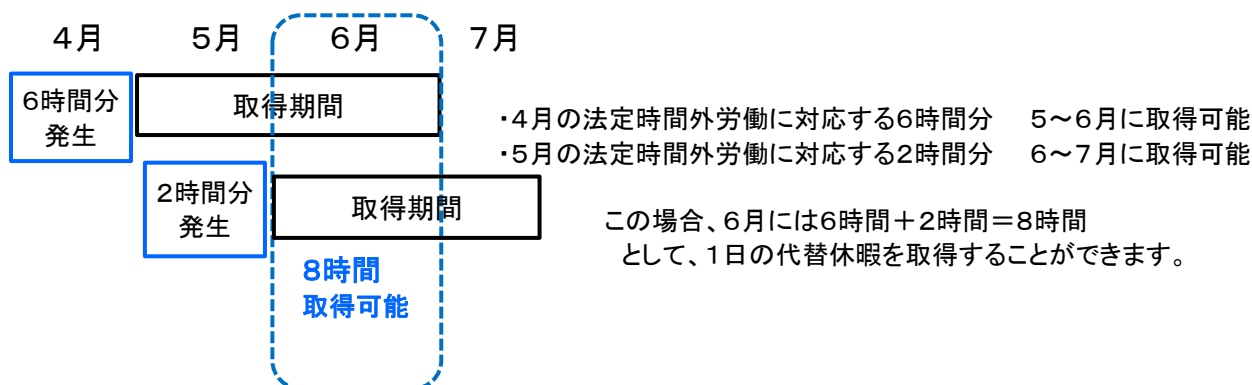 ４月　５月　６月　７月
６時間分
発生
取得期間
・４月の法定時間外労働に対応する６時間分　５～６月に取得可能
・５月の法定時間外労働に対応する２時間分　６～７月に取得可能
２時間分
発生
取得期間
この場合、６月には６時間＋２時間＝８時間
として、１日の代替休暇を取得することができます。
８時間
取得可能